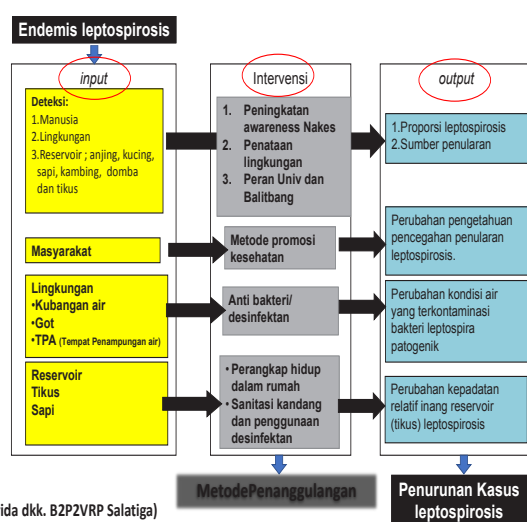 Endemis leptospirosis
input
Deteksi:
1.Manusia
2.Lingkungan
3.Reservoir ; anjing, kucing,
sapi, kambing, domba
dan tikus
Masyarakat
Lingkungan
•Kubangan air
•Got
•TPA (Tempat Penampungan air)
Reservoir
Tikus
Sapi
Intervensi
1. Peningkatan
awareness Nakes
2. Penataan
lingkungan
3. Peran Univ dan
Balitbang
Metode promosi
kesehatan
Anti bakteri/
desinfektan
•Perangkap hidup
dalam rumah
•Sanitasi kandang
dan penggunaan
desinfektan
output
1.Proporsi leptospirosis
2.Sumber penularan
Perubahan pengetahuan
pencegahan penularan
leptospirosis.
Perubahan kondisi air
yang terkontaminasi
bakteri leptospira
patogenik
Perubahan kepadatan
relatif inang reservoir
(tikus) leptospirosis
MetodePenanggulangan
Penurunan Kasus
leptospirosis
rida dkk. B2P2VRP Salatiga)